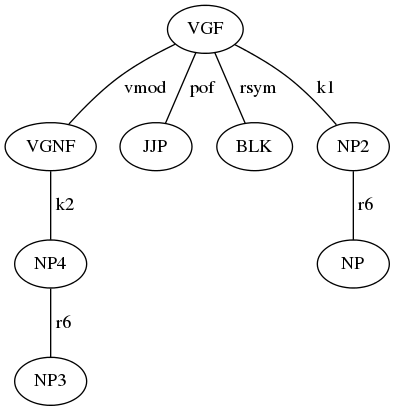 VGF
vmod pof rsym k1
VGNF JJP BLK NP2
k2 r6
NP4 NP
r6
NP3